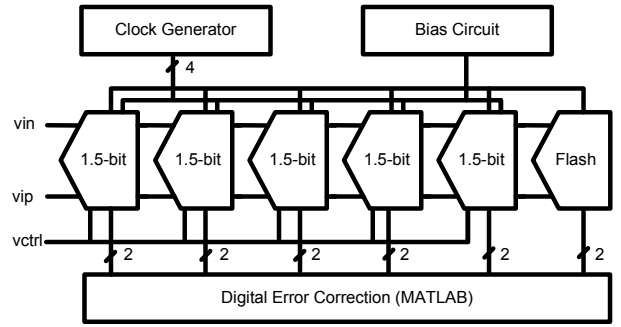 Clock Generator
Bias Circuit
4
vin
1.5-bit
1.5-bit
1.5-bit
1.5-bit
1.5-bit
Flash
vip
vctrl
2
2
2
2
2
2
Digital Error Correction (MATLAB)